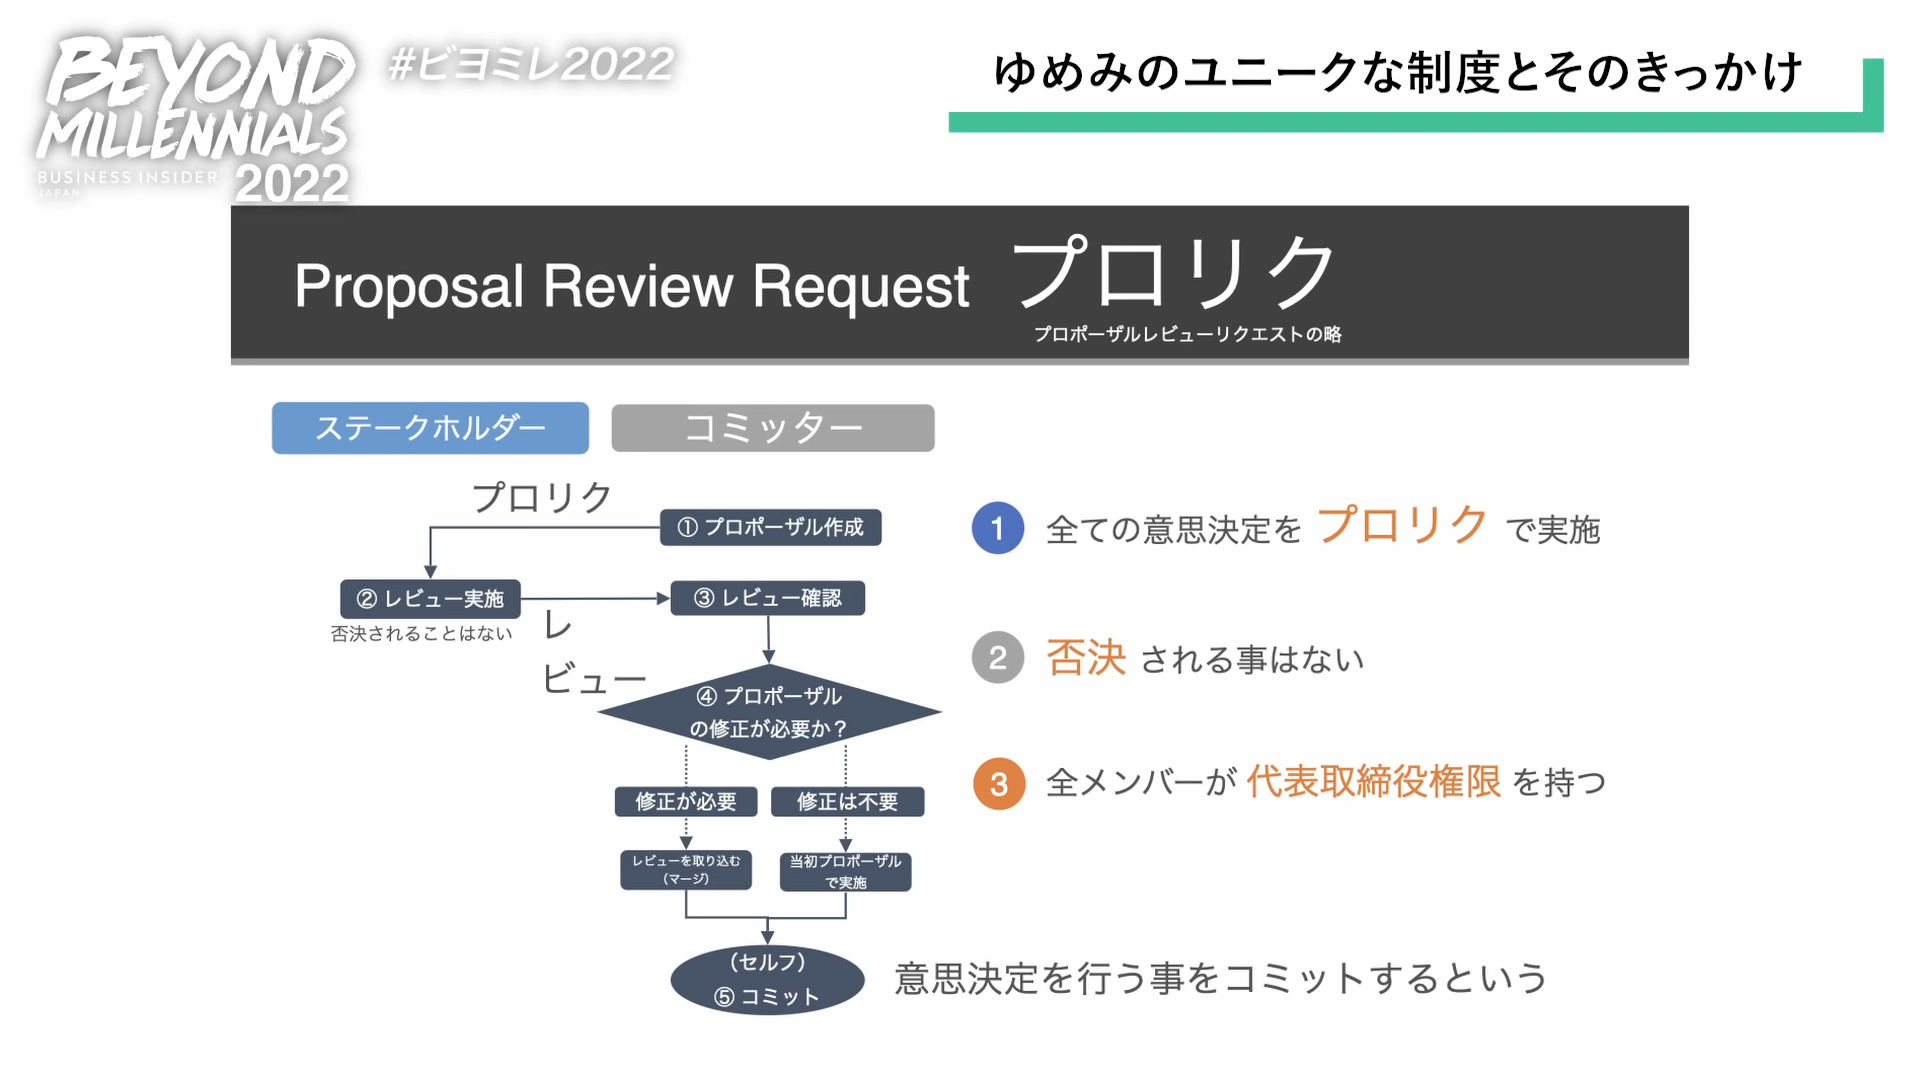 BEYOND
MILLENNIALS
BUSINESS INSIDER
JAPAN
2022
#ビヨミレ2022
ゆめみのユニークな制度とそのきっかけ
Proposal Review Request プロリク
プロポーザルレビューリクエストの略
ステークホルダー
コミッター
プロリク
① プロポーザル作成
② レビュー実施
否決されることはない
レ
ビュー
③ レビュー確認
④ プロポーザル
の修正が必要か？
修正が必要
修正は不要
レビューを取り込む
（マージ）
当初プロポーザル
で実施
（セルフ）
⑤ コミット
1 全ての意思決定を プロリク で実施
2 否決 される事はない
3 全メンバーが 代表取締役権限 を持つ
意思決定を行う事をコミットするという